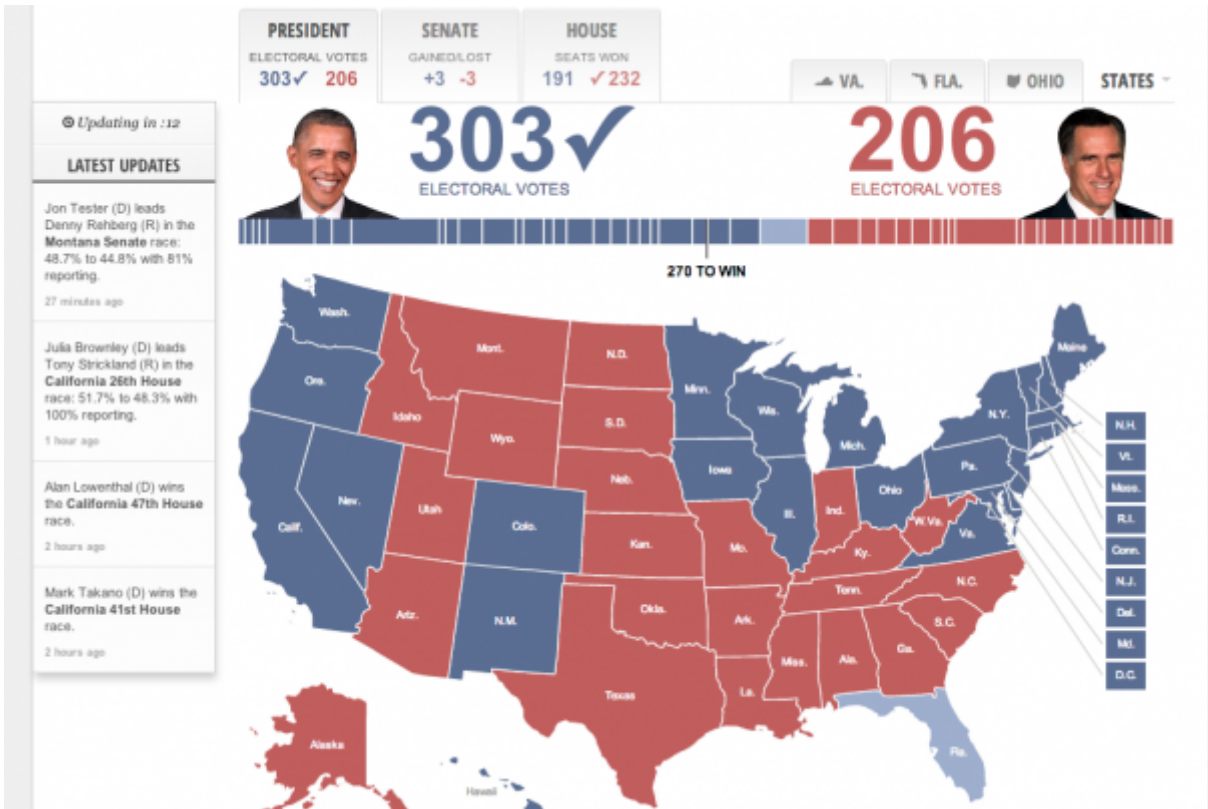 PRESIDENT
ELECTORAL VOTES
303✓ 206
SENATE
GAINED/LOST
+3 -3
HOUSE
SEATS WON
191 ✓232
VA.
FLA.
OHIO
STATES
Updating in :12
LATEST UPDATES
Jon Tester (D) leads
Denny Rehberg (R) in the
Montana Senate race:
48.7% to 44.8% with 81%
reporting.
27 minutes ago
Julia Brownley (D) leads
Tony Strickland (R) in the
California 26th House
race: 51.7% to 48.3% with
100% reporting.
1 hour ago
Alan Lowenthal (D) wins
the California 47th House
race.
2 hours ago
Mark Takano (D) wins the
California 41st House
race.
2 hours ago
303✓
ELECTORAL VOTES
206
ELECTORAL VOTES
270 TO WIN
Wash.
Ore.
Calif.
Nev.
Idaho
Mont.
Wyo.
Utah
Colo.
Ariz.
N.M.
N.D.
S.D.
Neb.
Kan.
Okla.
Texas
Minn.
Iowa
Mo.
Ark.
La.
Wis.
Ill.
Mich.
Ind.
Ohio
Ky.
Tenn.
Miss.
Ala.
Ga.
Fla.
S.C.
N.C.
Va.
W.Va.
Pa.
N.Y.
Maine
N.H.
Vt.
Mass.
R.I.
Conn.
N.J.
Del.
Md.
D.C.
Alaska
Hawaii